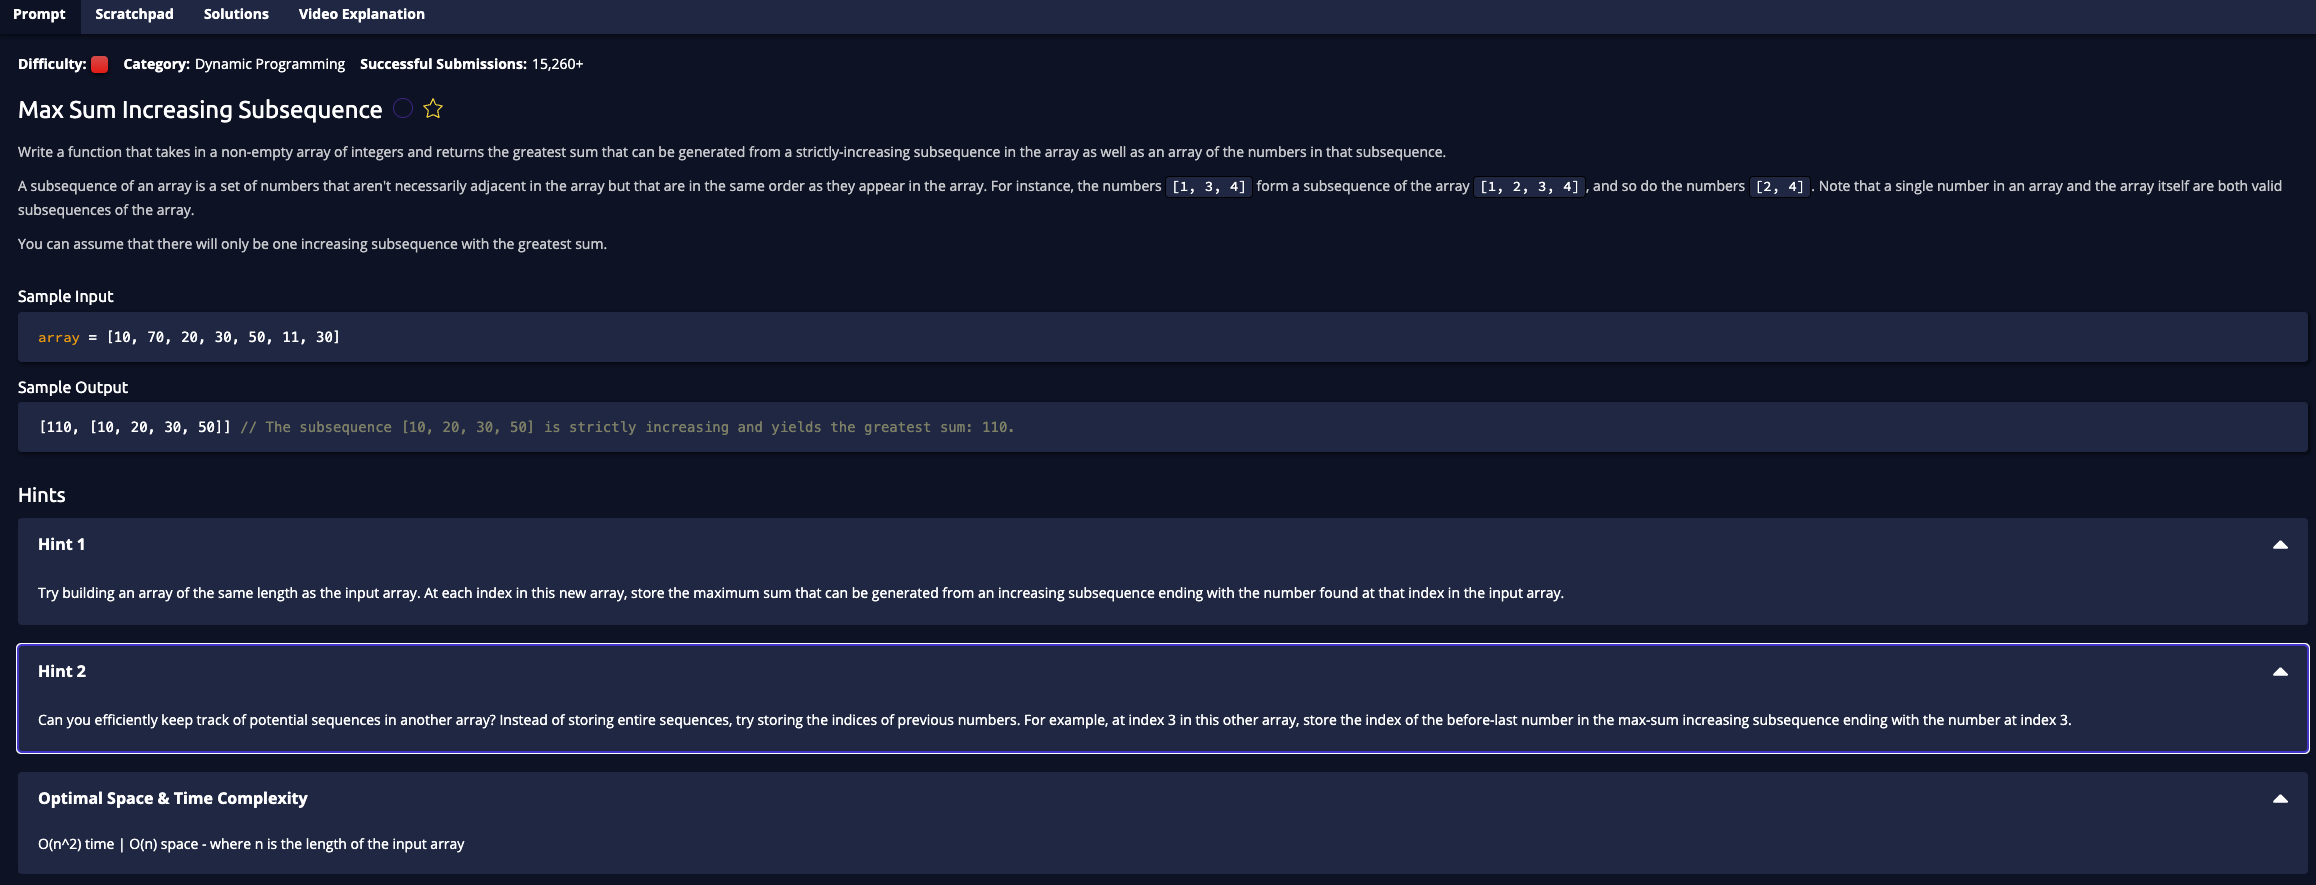 Prompt Scratchpad Solutions Video Explanation
Difficulty: Category: Dynamic Programming Successful Submissions: 15,260+
Max Sum Increasing Subsequence
Write a function that takes in a non-empty array of integers and returns the greatest sum that can be generated from a strictly-increasing subsequence in the array as well as an array of the numbers in that subsequence.
A subsequence of an array is a set of numbers that aren't necessarily adjacent in the array but that are in the same order as they appear in the array. For instance, the numbers [1, 3, 4] form a subsequence of the array [1, 2, 3, 4], and so do the numbers [2, 4]. Note that a single number in an array and the array itself are both valid
subsequences of the array.
You can assume that there will only be one increasing subsequence with the greatest sum.
Sample Input
array = [10, 70, 20, 30, 50, 11, 30]
Sample Output
[110, [10, 20, 30, 50]] // The subsequence [10, 20, 30, 50] is strictly increasing and yields the greatest sum: 110.
Hints
Hint 1
Try building an array of the same length as the input array. At each index in this new array, store the maximum sum that can be generated from an increasing subsequence ending with the number found at that index in the input array.
Hint 2
Can you efficiently keep track of potential sequences in another array? Instead of storing entire sequences, try storing the indices of previous numbers. For example, at index 3 in this other array, store the index of the before-last number in the max-sum increasing subsequence ending with the number at index 3.
Optimal Space & Time Complexity
O(n^2) time | O(n) space - where n is the length of the input array